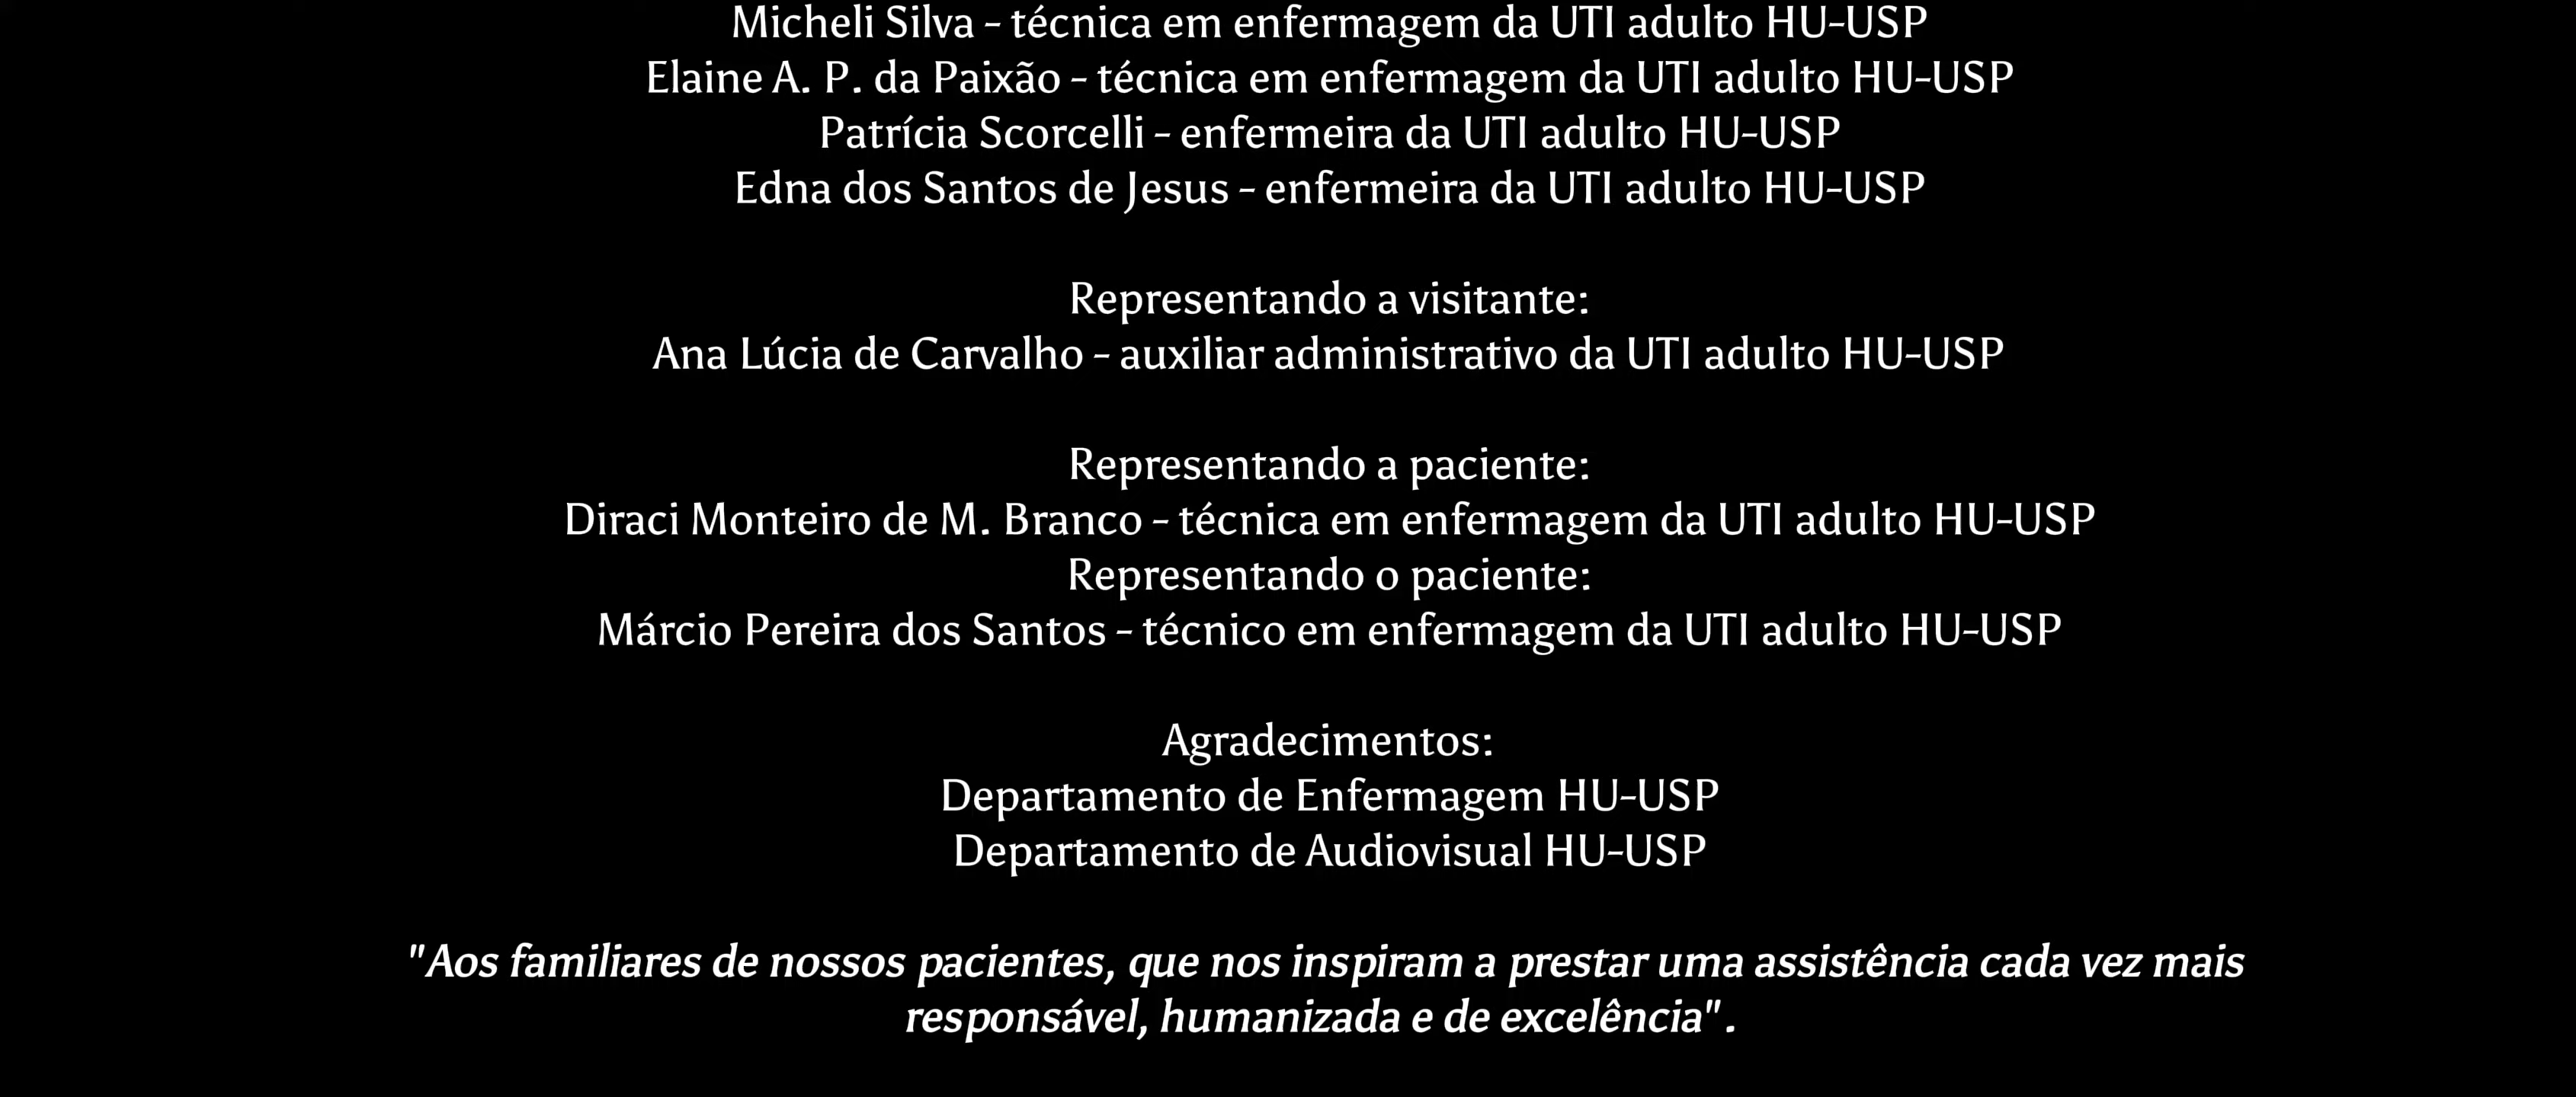 Micheli Silva - técnica em enfermagem da UTI adulto HU-USP
Elaine A. P. da Paixão - técnica em enfermagem da UTI adulto HU-USP
Patrícia Scorcelli - enfermeira da UTI adulto HU-USP
Edna dos Santos de Jesus - enfermeira da UTI adulto HU-USP
Representando a visitante:
Ana Lúcia de Carvalho - auxiliar administrativo da UTI adulto HU-USP
Representando a paciente:
Diraci Monteiro de M. Branco - técnica em enfermagem da UTI adulto HU-USP
Representando o paciente:
Márcio Pereira dos Santos - técnico em enfermagem da UTI adulto HU-USP
Agradecimentos:
Departamento de Enfermagem HU-USP
Departamento de Audiovisual HU-USP
"Aos familiares de nossos pacientes, que nos inspiram a prestar uma assistência cada vez mais
responsável, humanizada e de excelência".